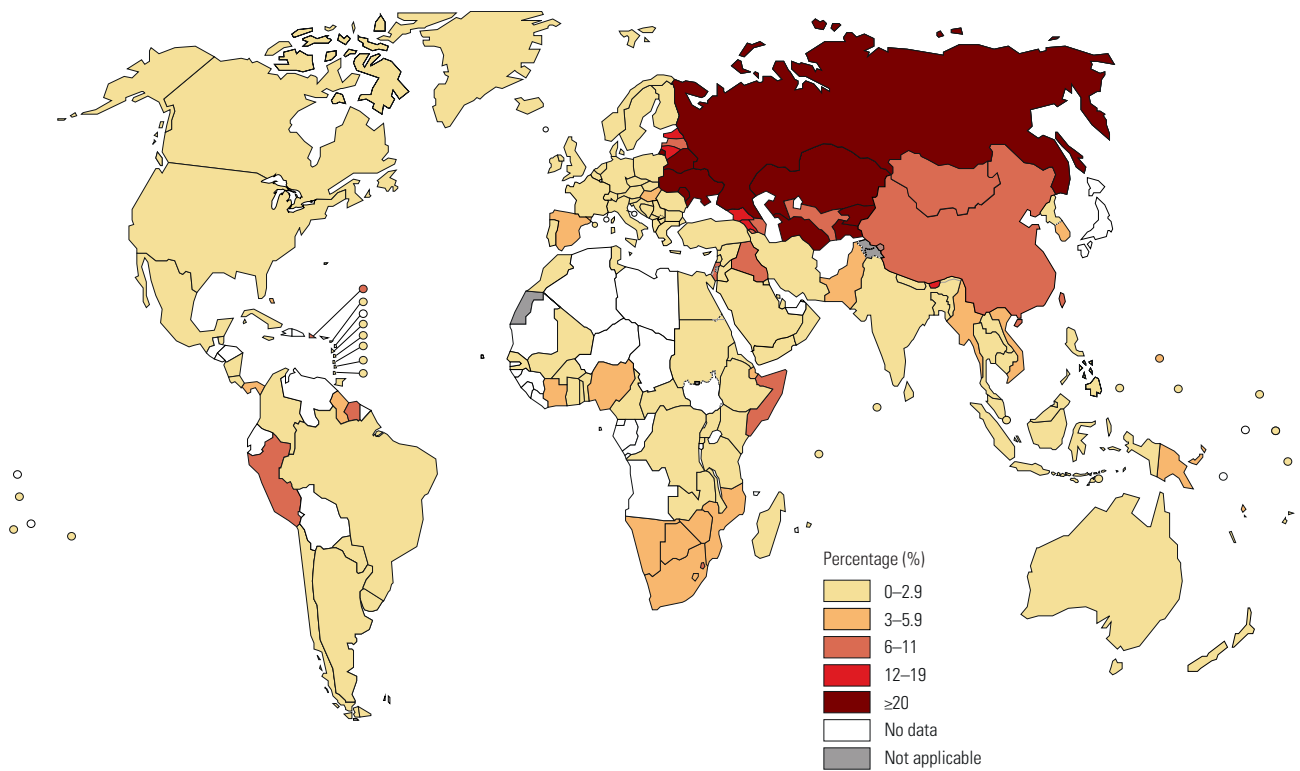 Percentage (%)
0–2.9
3–5.9
6–11
12–19
≥20
No data
Not applicable